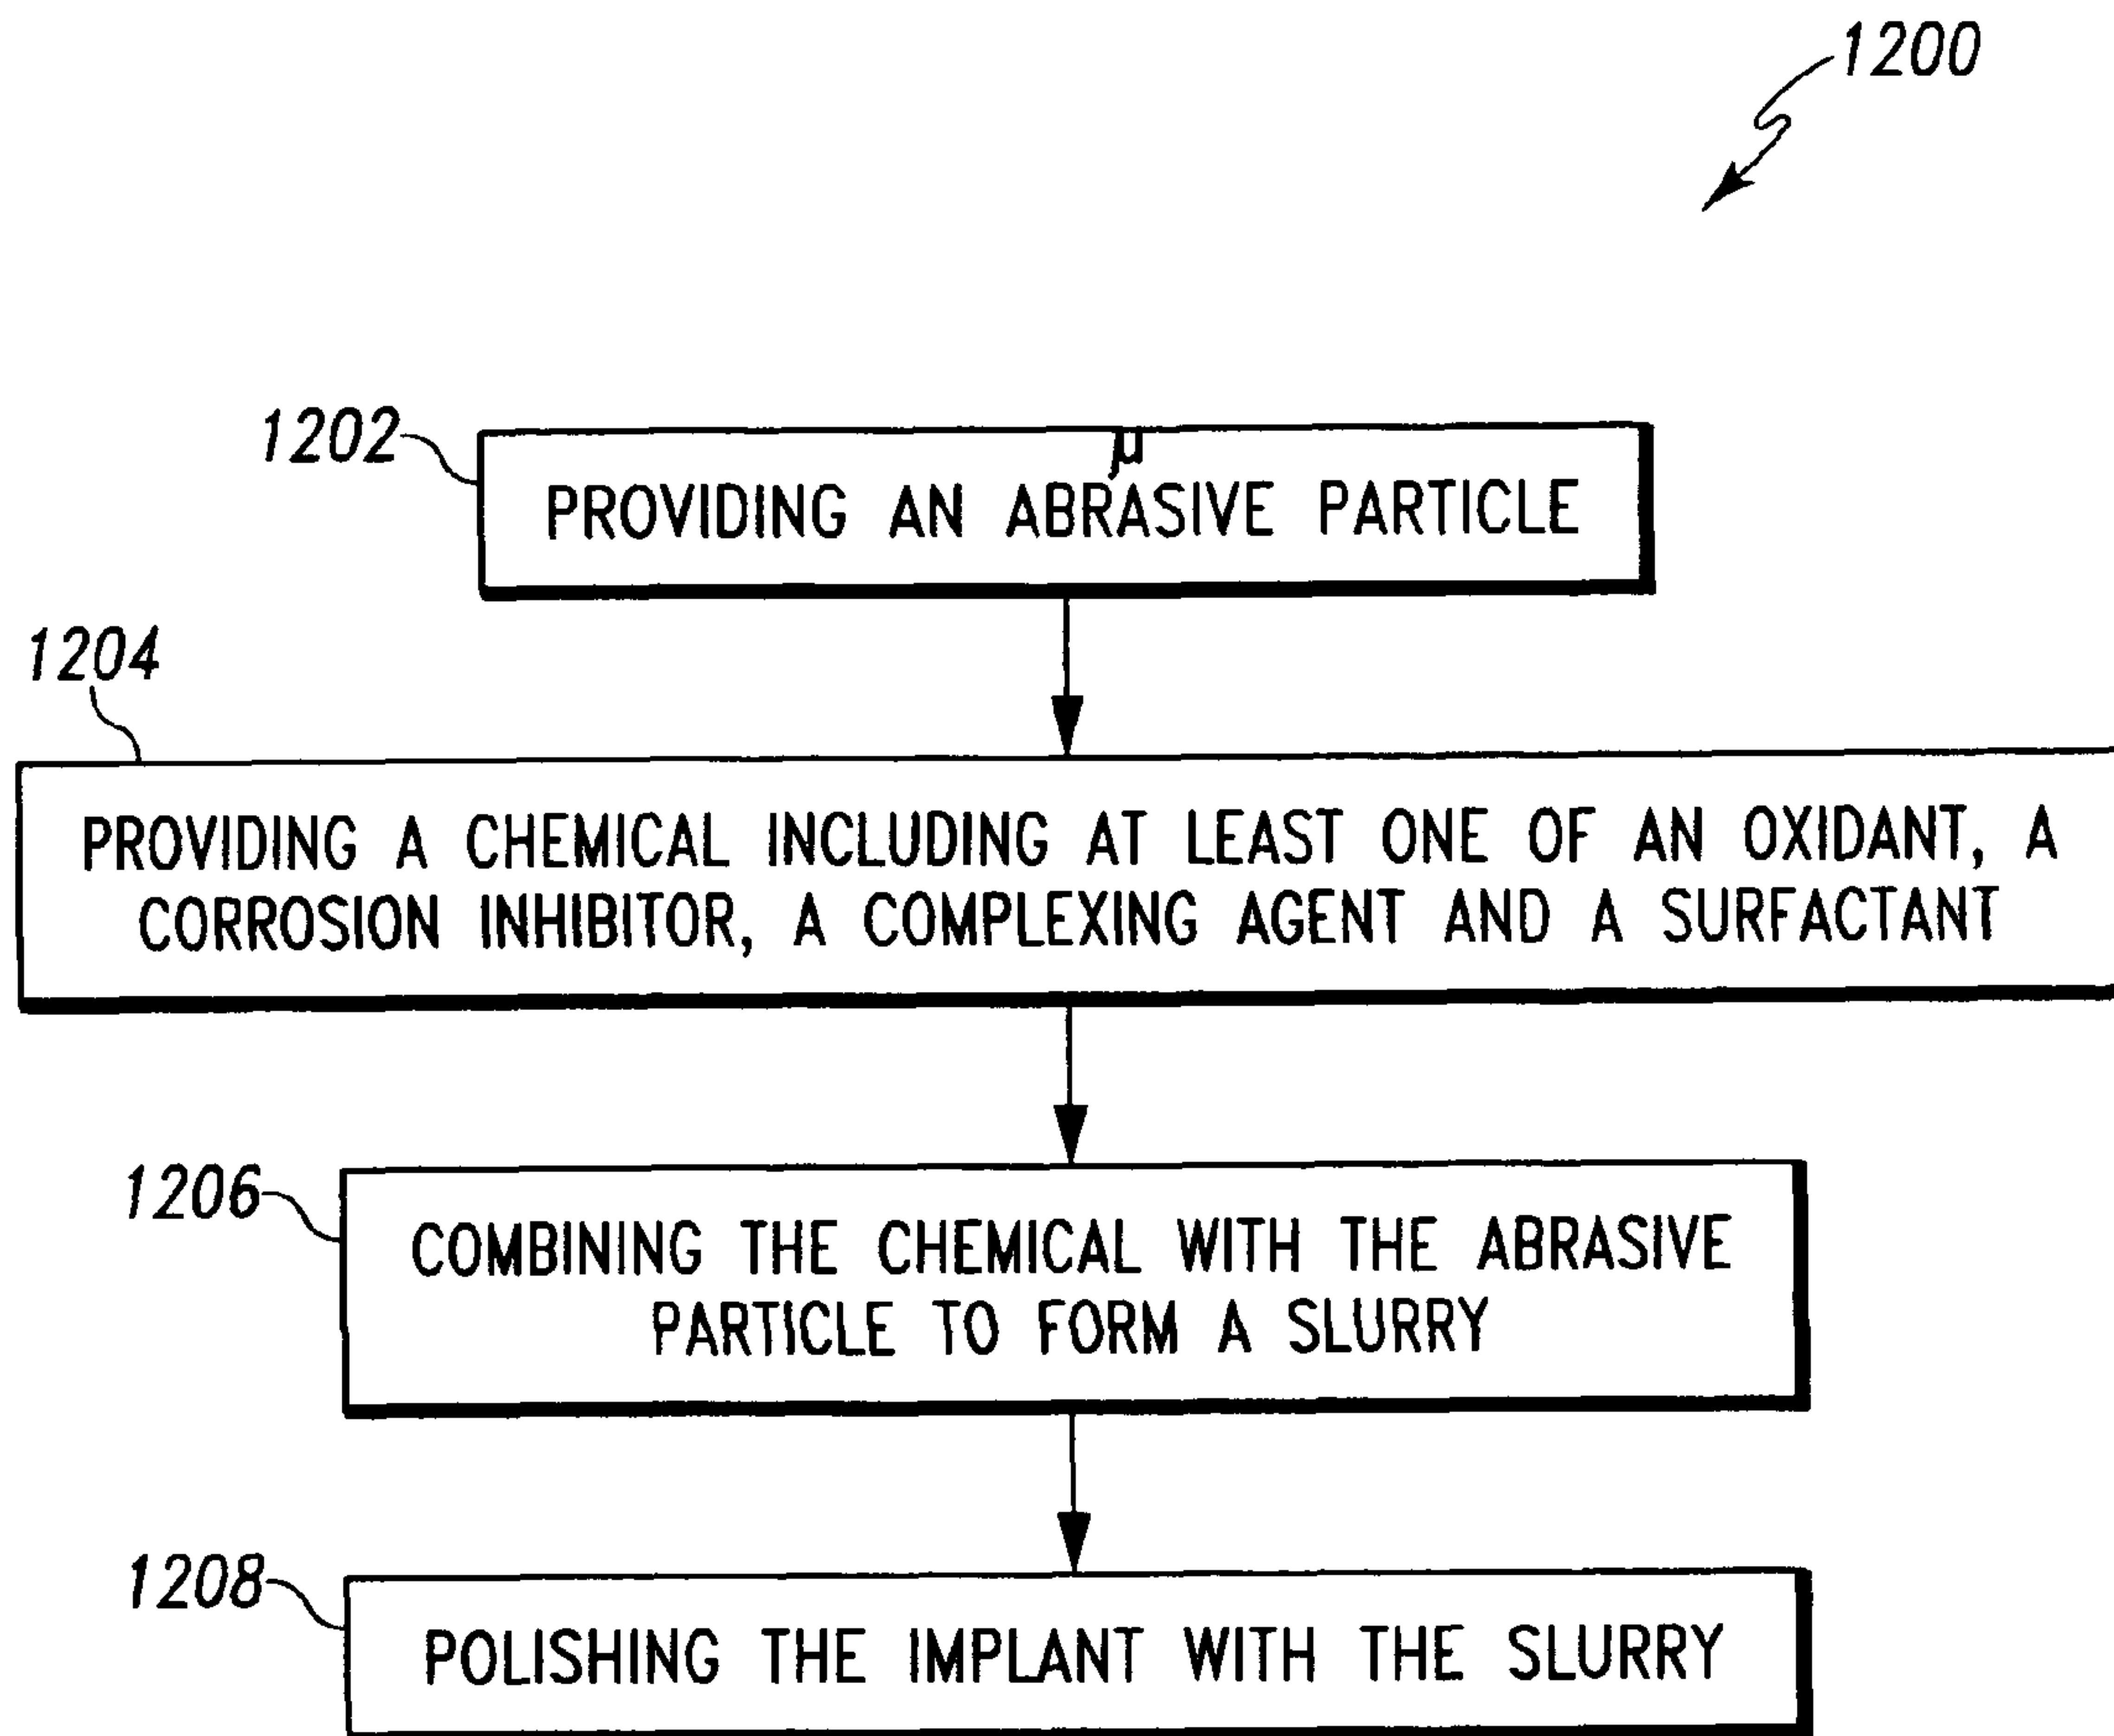 1200
1202
µ
PROVIDING AN ABRASIVE PARTICLE
1204
PROVIDING A CHEMICAL INCLUDING AT LEAST ONE OF AN OXIDANT, A
CORROSION INHIBITOR, A COMPLEXING AGENT AND A SURFACTANT
1206
COMBINING THE CHEMICAL WITH THE ABRASIVE
PARTICLE TO FORM A SLURRY
1208
POLISHING THE IMPLANT WITH THE SLURRY